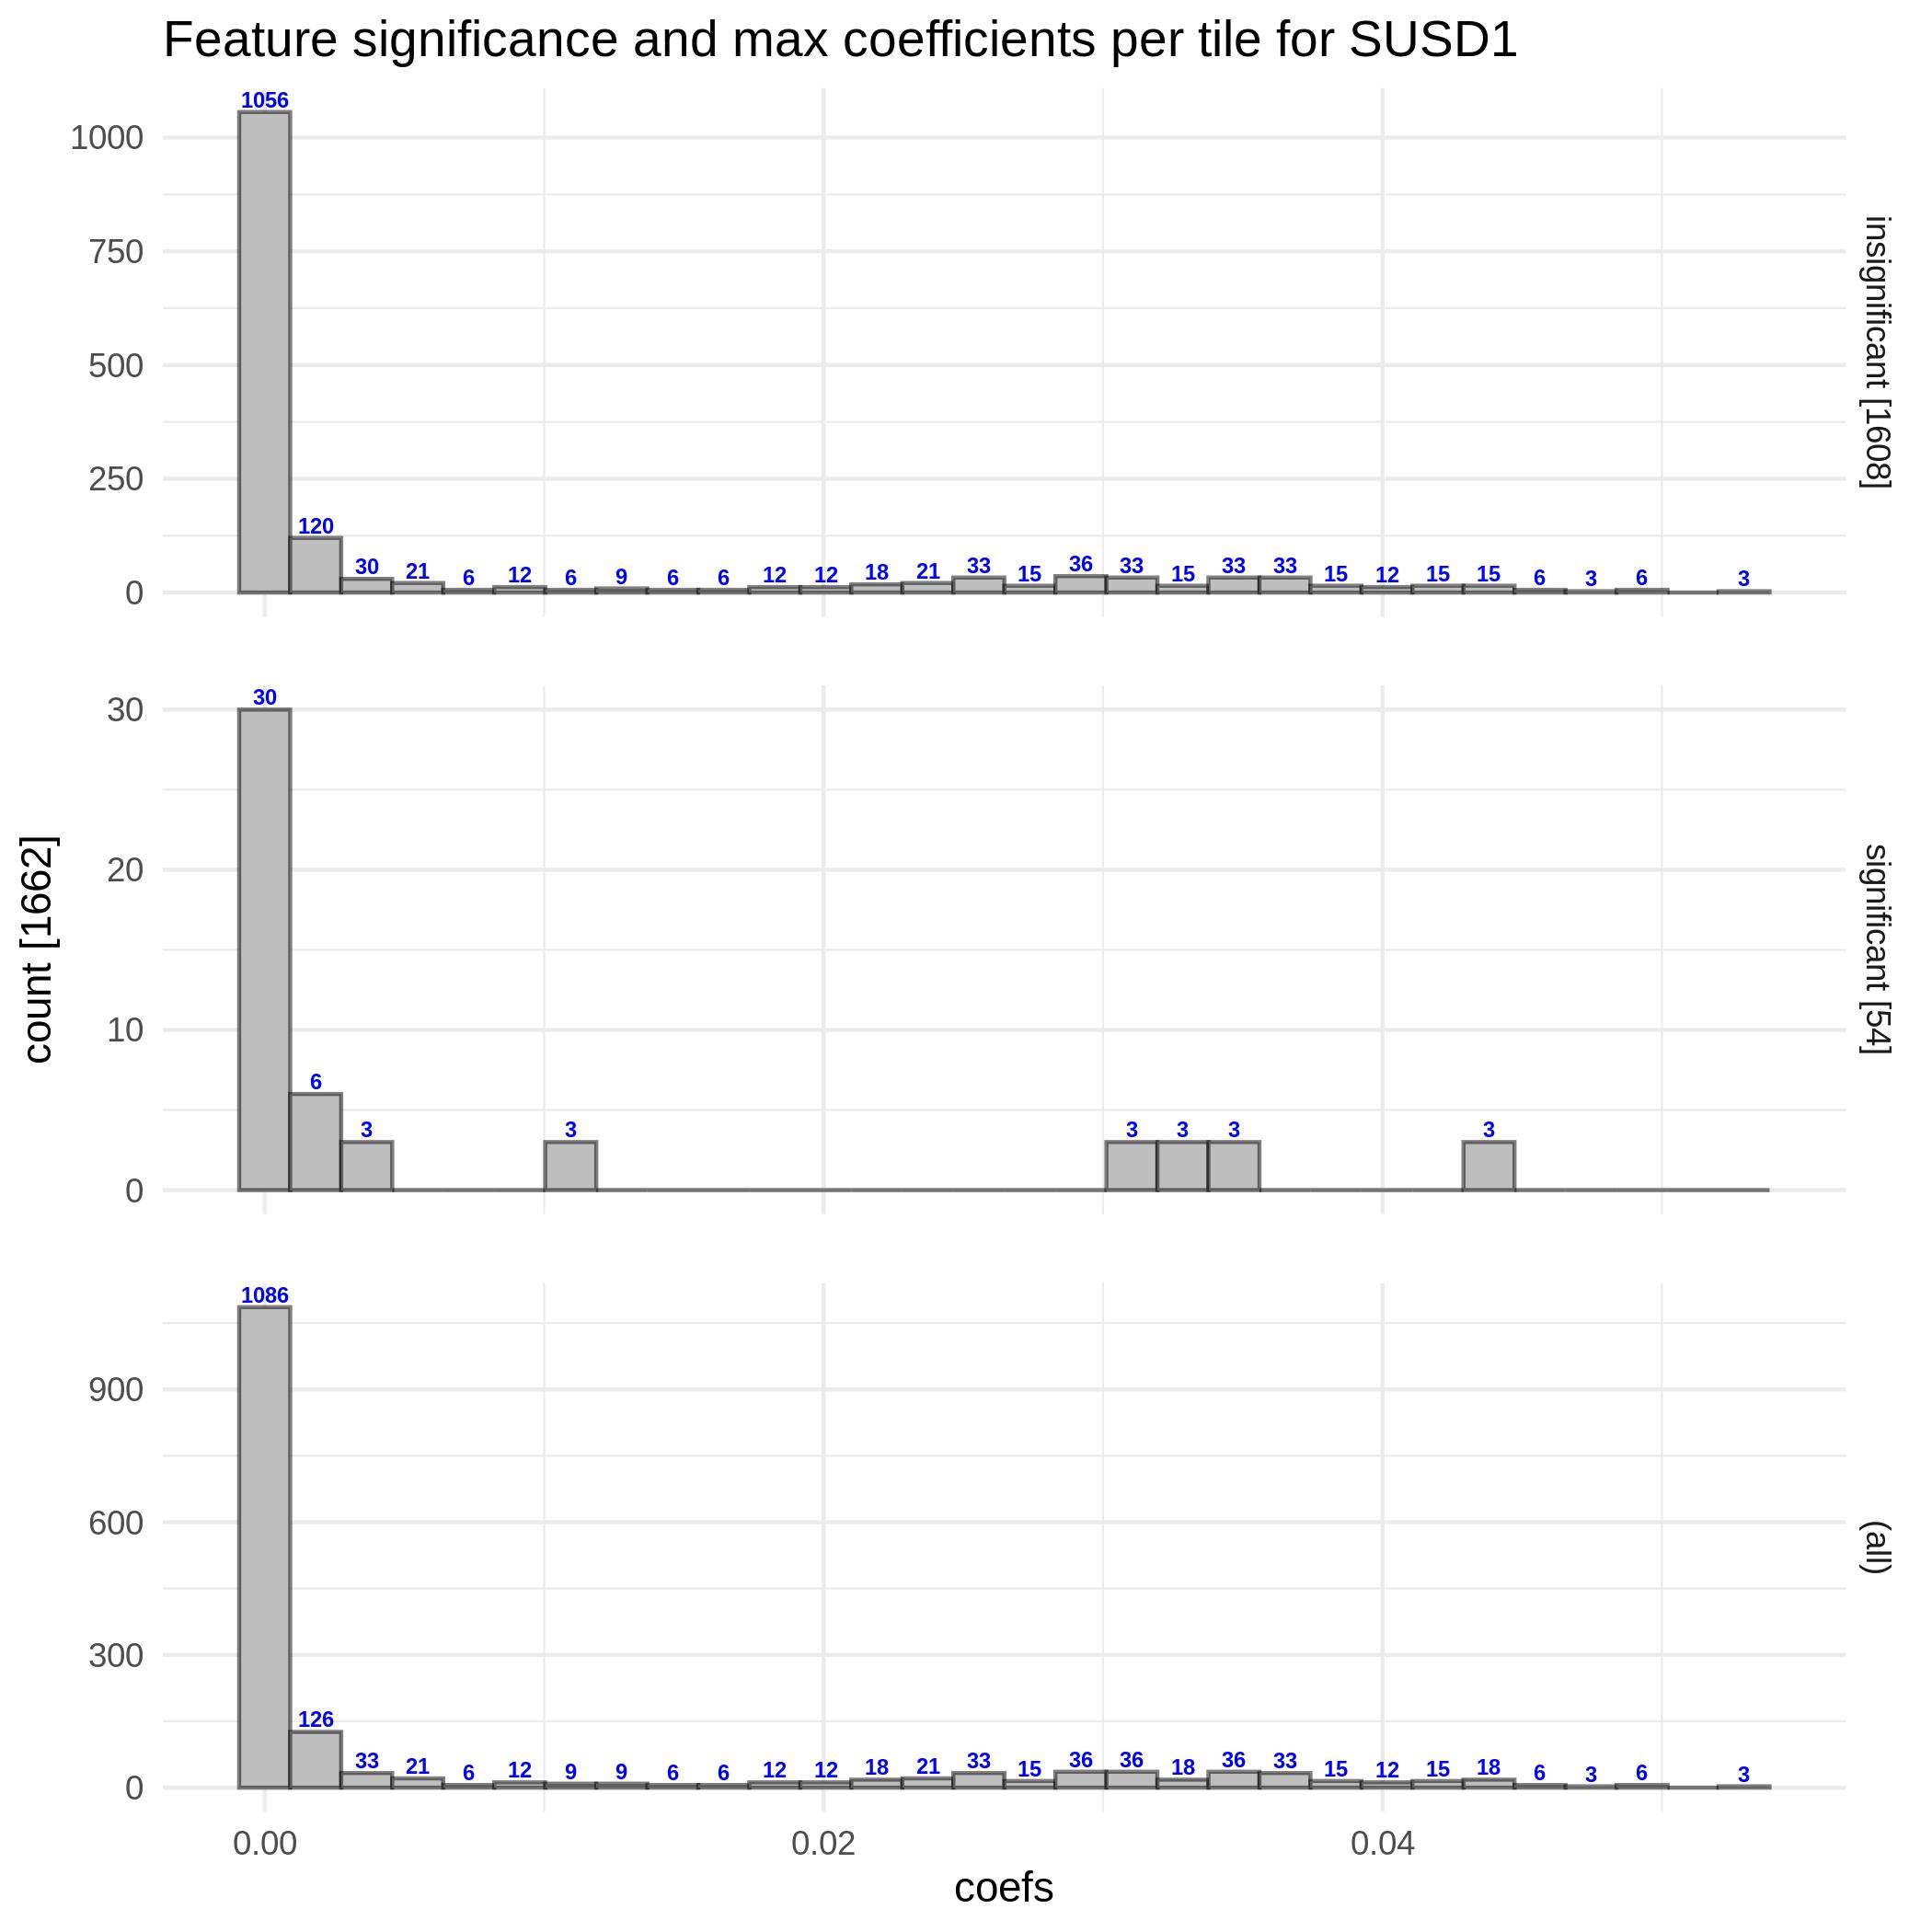 Feature significance and max coefficients per tile for SUSD1
1056
1000
750
500
250
0
120 30 21 6 12 6 9 6 6 12 12 18 21 33 15 36 33 15 33 33 15 12 15 15 6 3 6 3
insignificant [1608]
30
30
20
10
0
6 3 3 3 3 3 3
significant [54]
count [1662]
1086
900
600
300
0
126 33 21 6 12 9 9 6 6 12 12 18 21 33 15 36 36 18 36 33 15 12 15 18 6 3 6 3
(all)
0.00 0.02 0.04
coefs